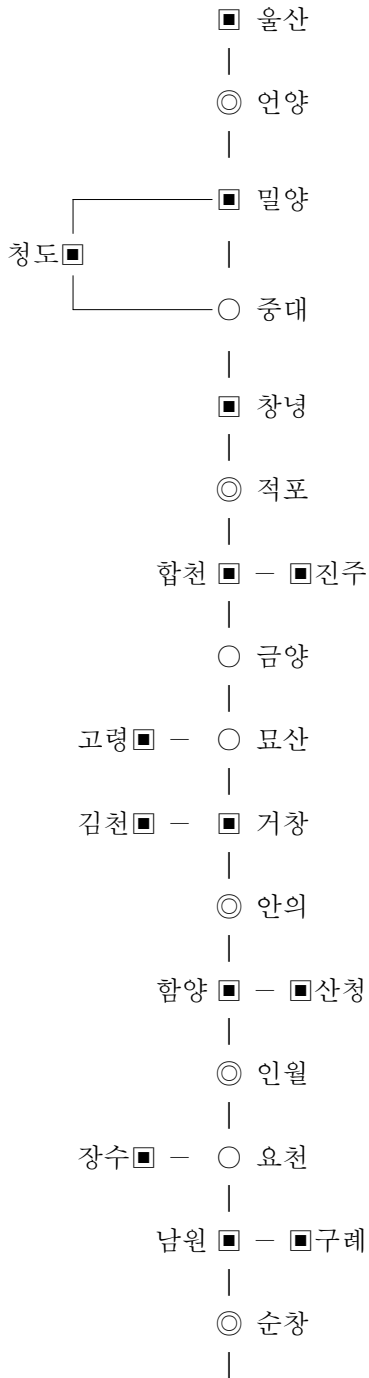 ▣ 울산
◎ 언양
▣ 밀양
청도▣
○ 중대
▣ 창녕
◎ 적포
합천 ▣ — ▣진주
○ 금양
고령▣ — ○ 묘산
김천▣ — ▣ 거창
◎ 안의
함양 ▣ — ▣산청
◎ 인월
장수▣ — ○ 요천
남원 ▣ — ▣구례
◎ 순창